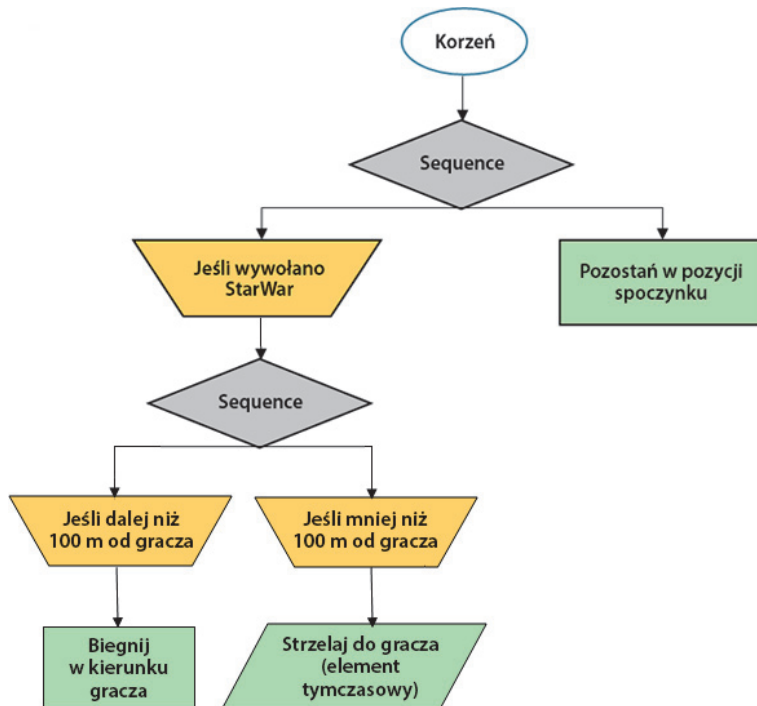 Korzeń
Sequence
Jeśli wywołano
StarWar
Pozostań w pozycji
spoczynku
Sequence
Jeśli dalej niż
100 m od gracza
Jeśli mniej niż
100 m od gracza
Biegnij
w kierunku
gracza
Strzelaj do gracza
(element
tymczasowy)